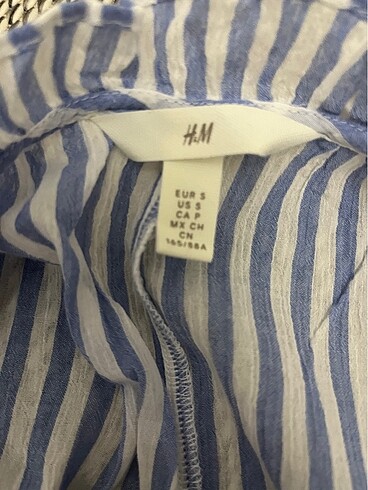 H&M
EUR S
US S
CA P
MX CH
CN
165/88A